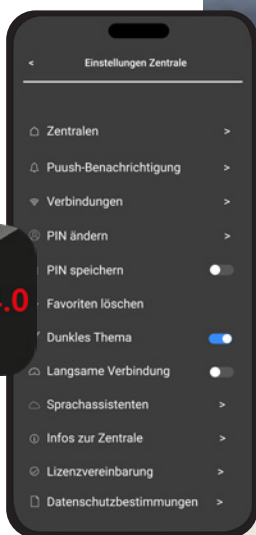 < Einstellungen Zentrale
Zentralen >
Puush-Benachrichtigung >
Verbindungen >
PIN ändern >
PIN speichern
.0
Favoriten löschen
Dunkles Thema
Langsame Verbindung
Sprachassistenten >
Infos zur Zentrale >
Lizenzvereinbarung >
Datenschutzbestimmungen >